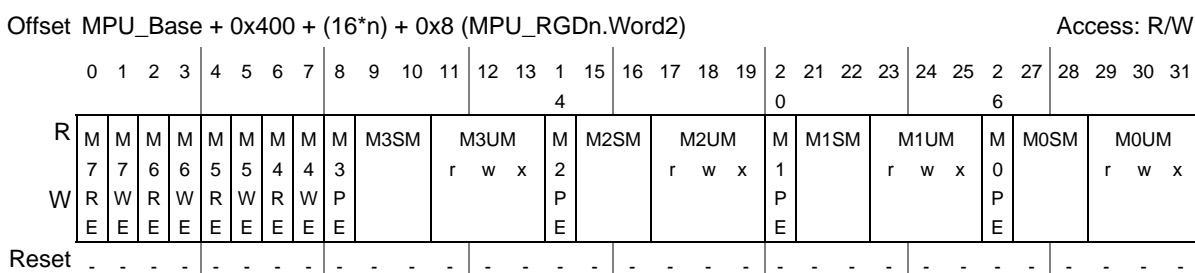 Offset MPU_Base + 0x400 + (16*n) + 0x8 (MPU_RGDn.Word2) Access: R/W
0 1 2 3 4 5 6 7 8 9 10 11 12 13 1 15 16 17 18 19 2 21 22 23 24 25 2 27 28 29 30 31
4 0 6
R M M M M M M M M M M3SM M3UM M M2SM M2UM M M1SM M1UM M M0SM M0UM
7 7 6 6 5 5 4 4 3 r w x 2 r w x 1 r w x 0 r w x
W R W R W R W R W P P P P
E E E E E E E E E E E E
Reset - - - - - - - - - - - - - - - - - - - - - - - - - - - - - - - -